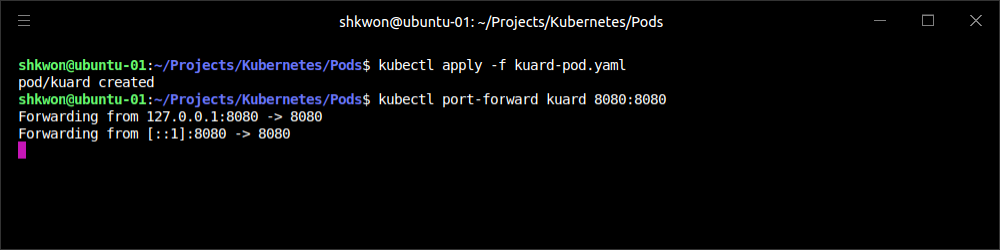 shkwon@ubuntu-01: ~/Projects/Kubernetes/Pods
shkwon@ubuntu-01:~/Projects/Kubernetes/Pods$ kubectl apply -f kuard-pod.yaml
pod/kuard created
shkwon@ubuntu-01:~/Projects/Kubernetes/Pods$ kubectl port-forward kuard 8080:8080
Forwarding from 127.0.0.1:8080 -> 8080
Forwarding from [::1]:8080 -> 8080